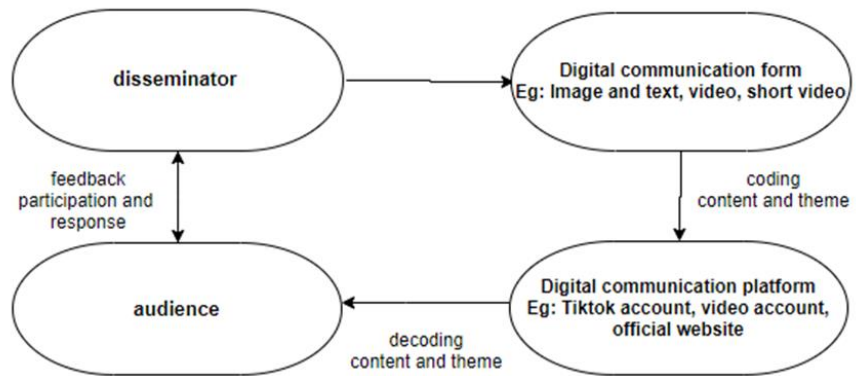 disseminator
Digital communication form
Eg: Image and text, video, short video
feedback
participation and
response
coding
content and theme
audience
Digital communication platform
Eg: Tiktok account, video account,
official website
decoding
content and theme